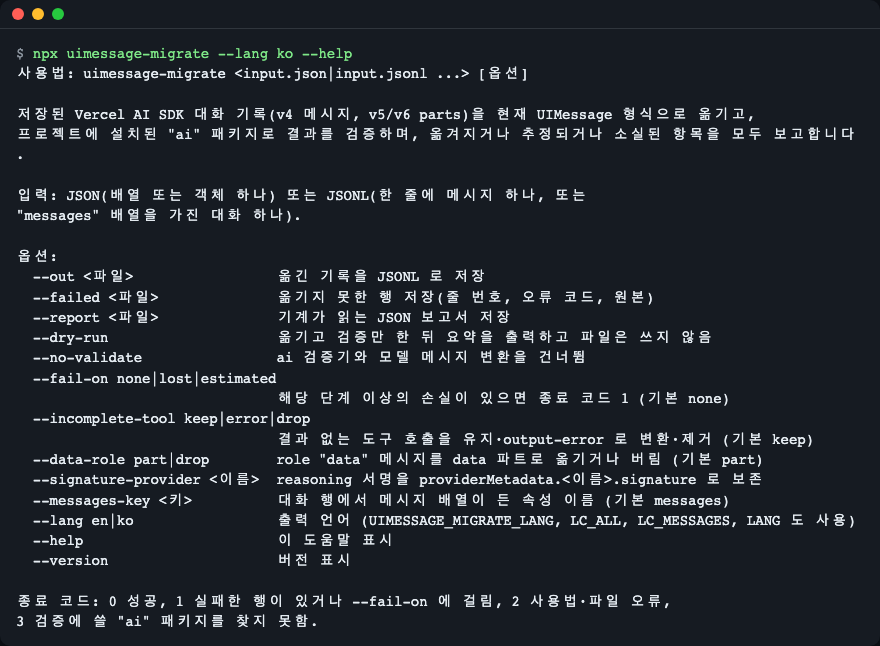 $ npx uimessage-migrate --lang ko --help
사용법: uimessage-migrate <input.json|input.jsonl ...> [옵션]
저장된 Vercel AI SDK 대화 기록(v4 메시지, v5/v6 parts)을 현재 UIMessage 형식으로 옮기고,
프로젝트에 설치된 "ai" 패키지로 결과를 검증하며, 옮겨지거나 추정되거나 소실된 항목을 모두 보고합니다
.
입력: JSON(배열 또는 객체 하나) 또는 JSONL(한 줄에 메시지 하나, 또는
"messages" 배열을 가진 대화 하나).
옵션:
--out <파일> 옮긴 기록을 JSONL 로 저장
--failed <파일> 옮기지 못한 행 저장(줄 번호, 오류 코드, 원본)
--report <파일> 기계가 읽는 JSON 보고서 저장
--dry-run 옮기고 검증만 한 뒤 요약을 출력하고 파일은 쓰지 않음
--no-validate ai 검증기와 모델 메시지 변환을 건너뜀
--fail-on none|lost|estimated
해당 단계 이상의 손실이 있으면 종료 코드 1 (기본 none)
--incomplete-tool keep|error|drop
결과 없는 도구 호출을 유지·output-error 로 변환·제거 (기본 keep)
--data-role part|drop role "data" 메시지를 data 파트로 옮기거나 버림 (기본 part)
--signature-provider <이름> reasoning 서명을 providerMetadata.<이름>.signature 로 보존
--messages-key <키> 대화 행에서 메시지 배열이 든 속성 이름 (기본 messages)
--lang en|ko 출력 언어 (UIMESSAGE_MIGRATE_LANG, LC_ALL, LC_MESSAGES, LANG 도 사용)
--help 이 도움말 표시
--version 버전 표시
종료 코드: 0 성공, 1 실패한 행이 있거나 --fail-on 에 걸림, 2 사용법·파일 오류,
3 검증에 쓸 "ai" 패키지를 찾지 못함.